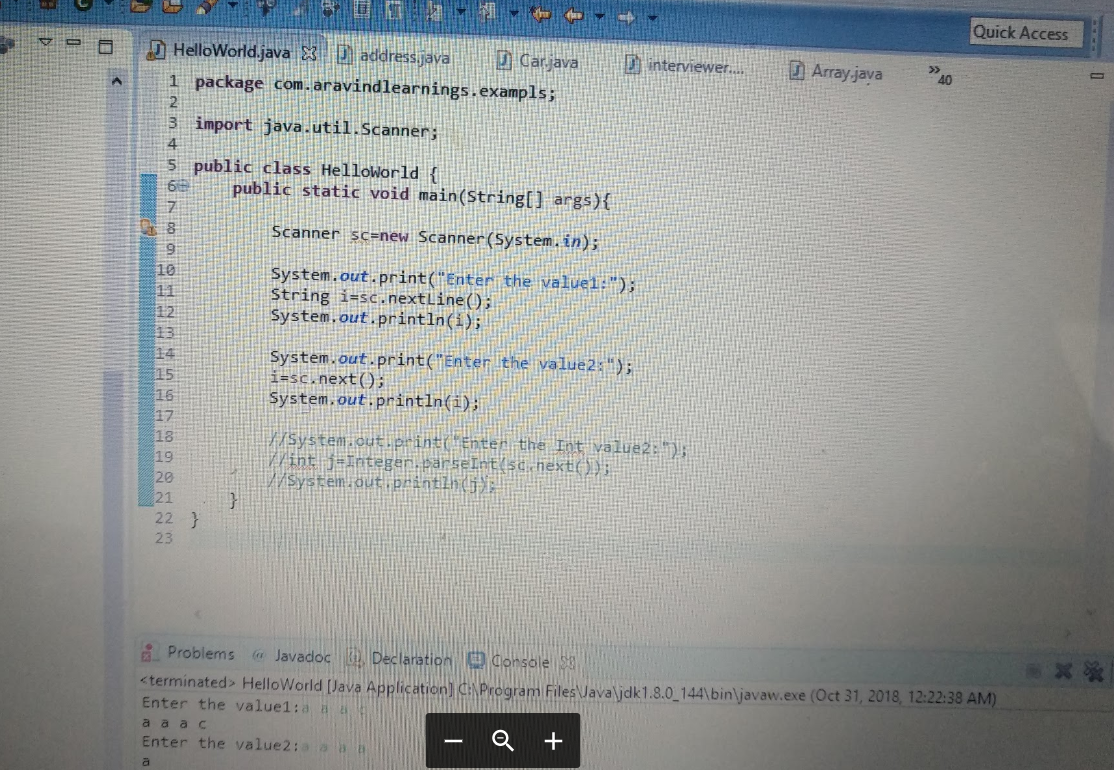 Quick Access
HelloWorld.java address.java Car.java interviewer.... Array.java »40
1 package com.aravindlearnings.exampls;
2
3 import java.util.Scanner;
4
5 public class HelloWorld {
6 public static void main(String[] args){
7
8 Scanner sc=new Scanner(System.in);
9
10 System.out.print("Enter the value1:");
11 String i=sc.nextLine();
12 System.out.println(i);
13
14 System.out.print("Enter the value2:");
15 i=sc.next();
16 System.out.println(i);
17
18 //System.out.print("Enter the Int value2:");
19 //int j=Integer.parseInt(sc.next());
20 //System.out.println(j);
21 }
22 }
23
Problems @ Javadoc Declaration Console
<terminated> HelloWorld [Java Application] C:\Program Files\Java\jdk1.8.0_144\bin\javaw.exe (Oct 31, 2018, 12:22:38 AM)
Enter the value1:a a a c
a a a c
Enter the value2:a a a a
a